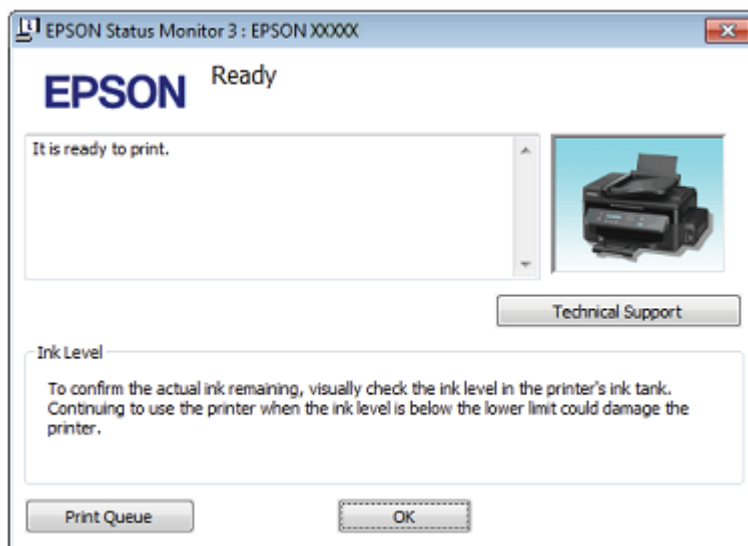 EPSON Status Monitor 3 : EPSON XXXXX
EPSON
Ready
It is ready to print.
Technical Support
Ink Level
To confirm the actual ink remaining, visually check the ink level in the printer's ink tank.
Continuing to use the printer when the ink level is below the lower limit could damage the
printer.
Print Queue
OK